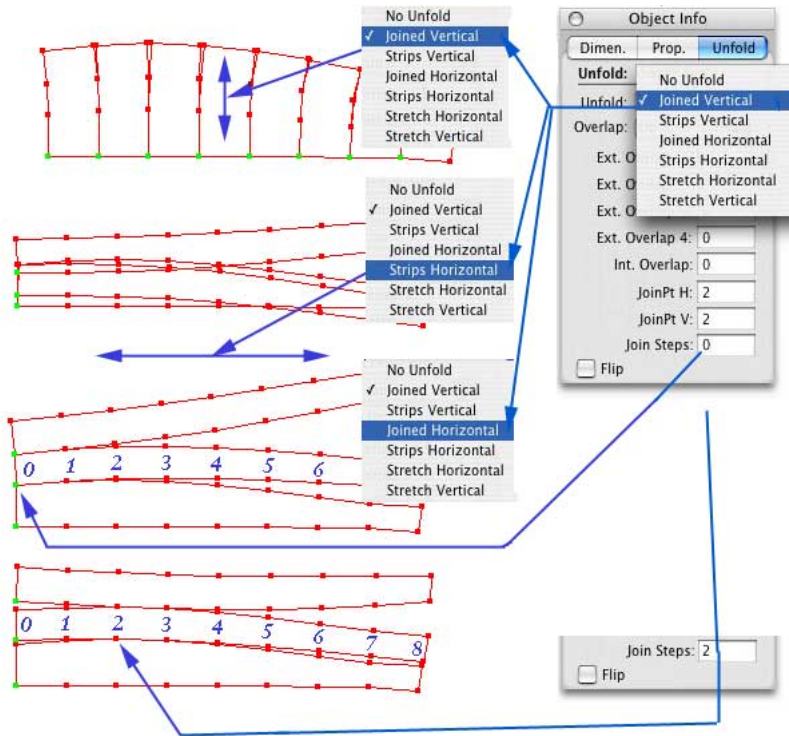 No Unfold
✓ Joined Vertical
Strips Vertical
Joined Horizontal
Strips Horizontal
Stretch Horizontal
Stretch Vertical
Object Info
Dimen. Prop. Unfold
Unfold:
Unfold:
No Unfold
✓ Joined Vertical
Strips Vertical
Joined Horizontal
Strips Horizontal
Stretch Horizontal
Stretch Vertical
Overlap:
Ext.
Ext.
Ext.
Ext. Overlap 4: 0
Int. Overlap: 0
JoinPt H: 2
JoinPt V: 2
Join Steps: 0
Flip
No Unfold
✓ Joined Vertical
Strips Vertical
Joined Horizontal
Strips Horizontal
Stretch Horizontal
Stretch Vertical
No Unfold
✓ Joined Vertical
Strips Vertical
Joined Horizontal
Strips Horizontal
Stretch Horizontal
Stretch Vertical
0 1 2 3 4 5 6
0 1 2 3 4 5 6 7 8
Join Steps: 2
Flip